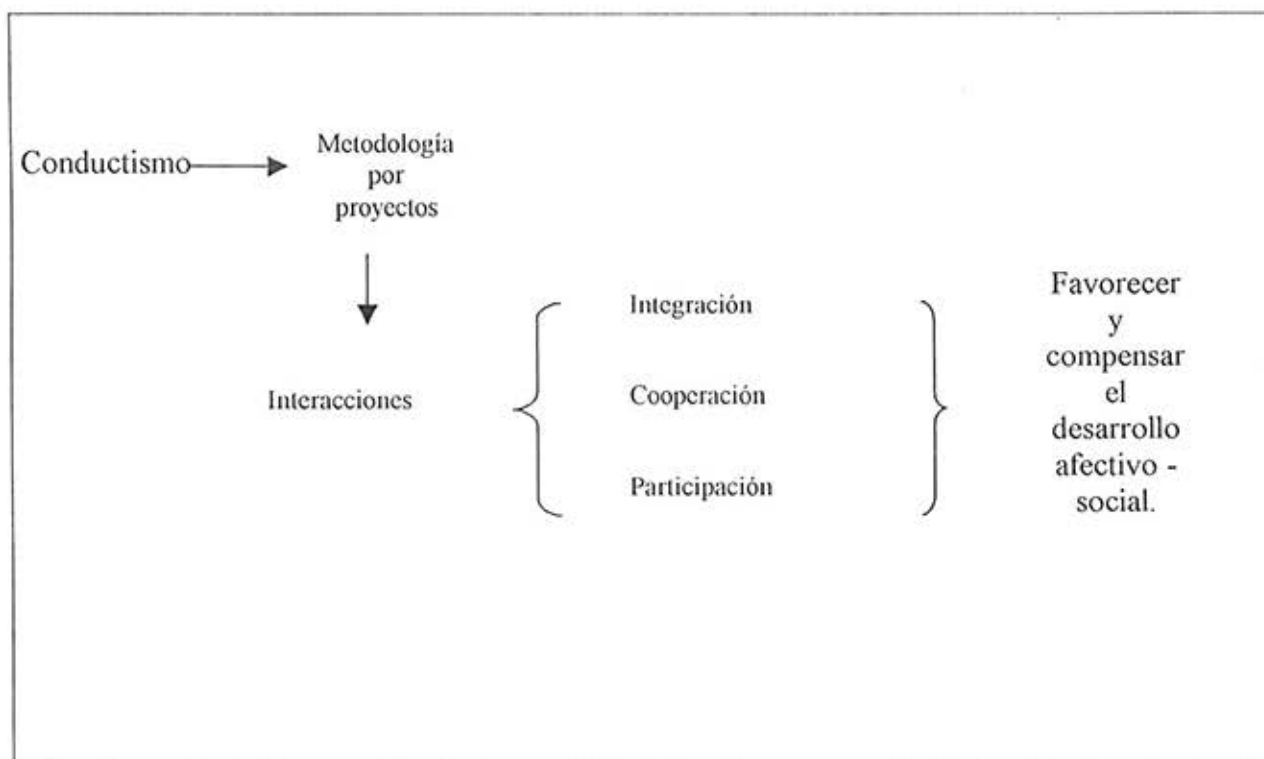 Conductismo
Metodología
por
proyectos
Interacciones
Integración
Cooperación
Participación
Favorecer
y
compensar
el
desarrollo
afectivo -
social.